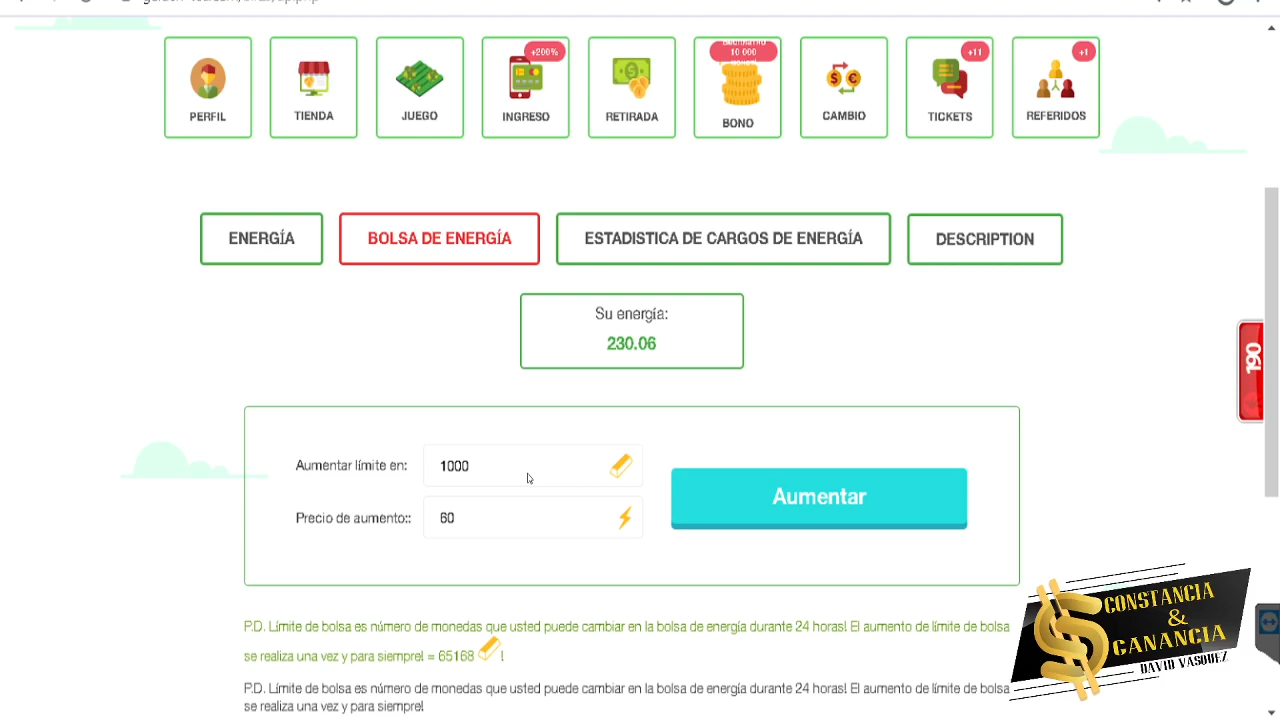 +200%
10 000
+11
+1
PERFIL
TIENDA
JUEGO
INGRESO
RETIRADA
BONO
CAMBIO
TICKETS
REFERIDOS
ENERGÍA
BOLSA DE ENERGÍA
ESTADISTICA DE CARGOS DE ENERGÍA
DESCRIPTION
Su energía:
230.06
190
Aumentar límite en:
1000
Aumentar
Precio de aumento::
60
P.D. Límite de bolsa es número de monedas que usted puede cambiar en la bolsa de energía durante 24 horas! El aumento de límite de bolsa
se realiza una vez y para siempre! = 65168 !
P.D. Límite de bolsa es número de monedas que usted puede cambiar en la bolsa de energía durante 24 horas! El aumento de límite de bolsa
se realiza una vez y para siempre!
CONSTANCIA
&
GANANCIA
DAVID VASQUEZ